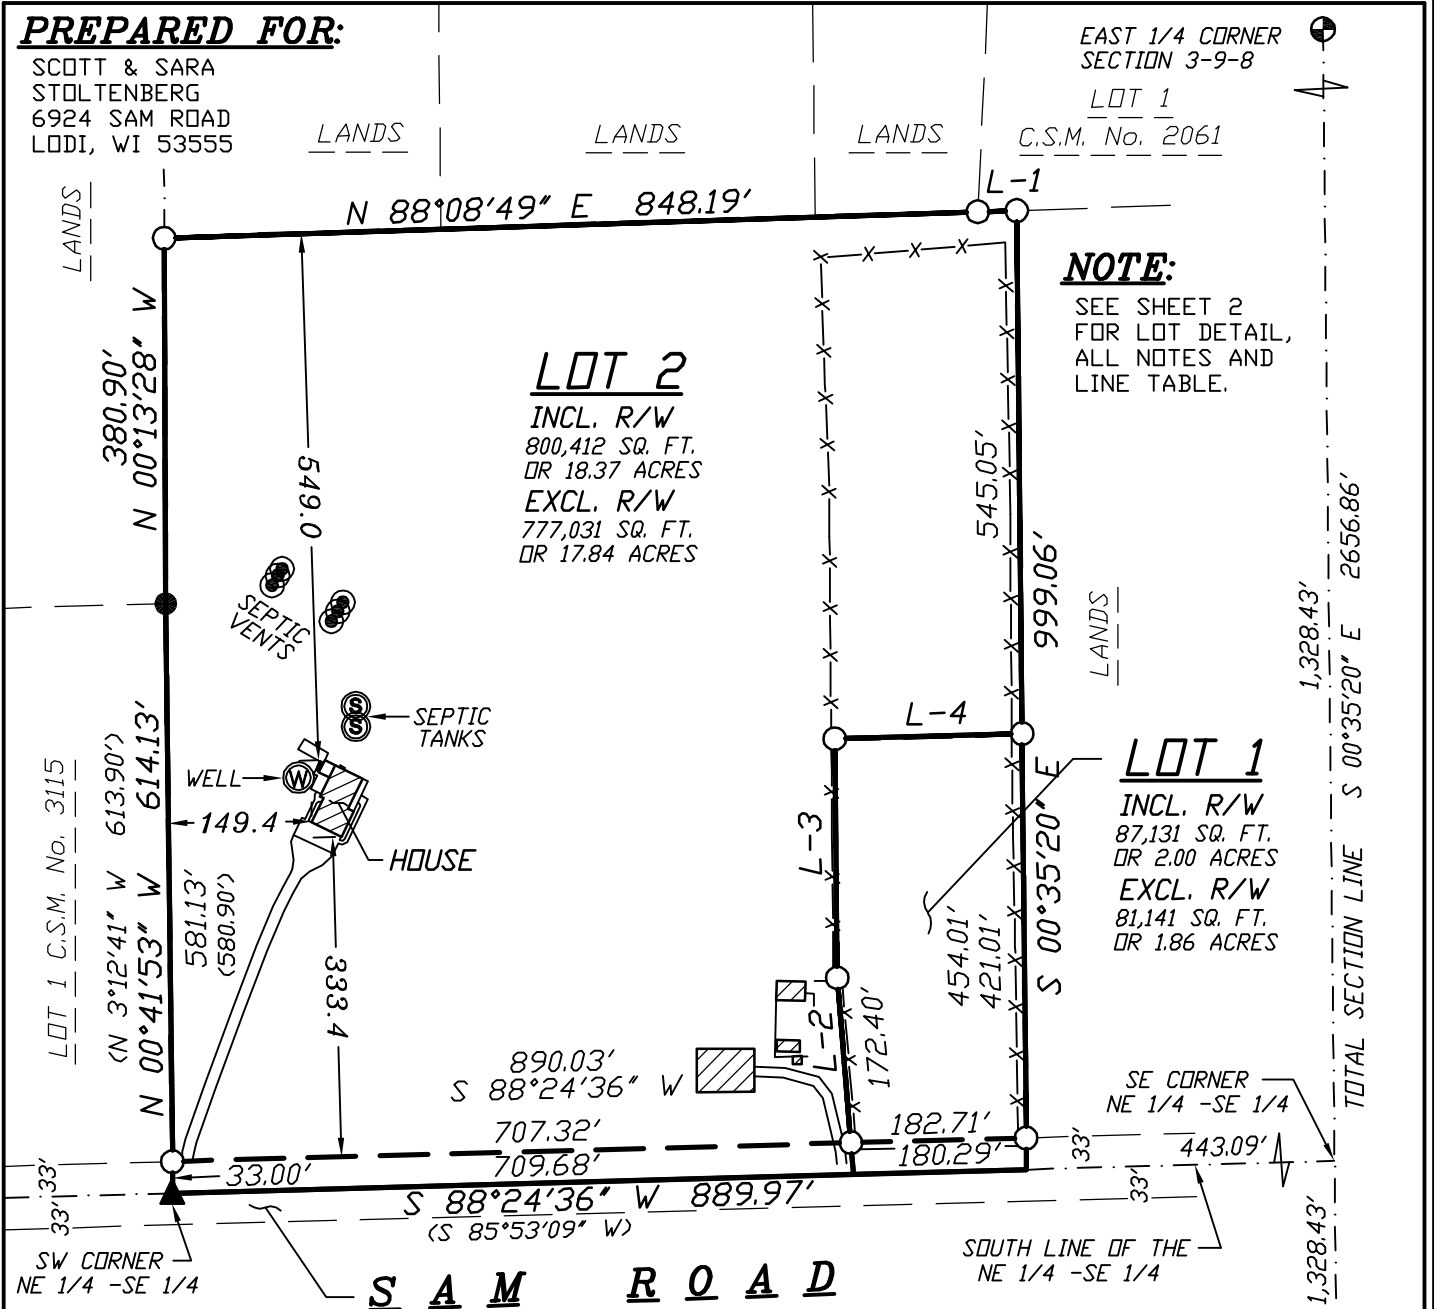 PREPARED FOR:
SCOTT & SARA
STOLTENBERG
6924 SAM ROAD
LODI, WI 53555
EAST 1/4 CORNER
SECTION 3-9-8
LOT 1
C.S.M. No. 2061
LANDS
LANDS
LANDS
LANDS
L-1
N 88°08'49" E 848.19'
NOTE:
SEE SHEET 2
FOR LOT DETAIL,
ALL NOTES AND
LINE TABLE.
380.90'
N 00°13'28" W
LOT 2
INCL. R/W
800,412 SQ. FT.
OR 18.37 ACRES
EXCL. R/W
777,031 SQ. FT.
OR 17.84 ACRES
549.0
545.05'
999.06'
LANDS
1,328.43'
TOTAL SECTION LINE S 00°35'20" E 2656.86'
SEPTIC
VENTS
S
S
SEPTIC
TANKS
WELL
W
149.4
HOUSE
L-4
L-3
LOT 1
INCL. R/W
87,131 SQ. FT.
OR 2.00 ACRES
EXCL. R/W
81,141 SQ. FT.
OR 1.86 ACRES
S 00°35'20" E
LOT 1 C.S.M. No. 3115
(N 3°12'41" W 613.90')
N 00°41'53" W 614.13'
581.13'
(580.90')
333.4
454.01'
421.01'
L-2
172.40'
890.03'
S 88°24'36" W
707.32'
182.71'
709.68'
180.29'
33.00'
S 88°24'36" W 889.97'
(S 85°53'09" W)
33'
33'
33'
33'
443.09'
SE CORNER
NE 1/4 -SE 1/4
SW CORNER
NE 1/4 -SE 1/4
SOUTH LINE OF THE
NE 1/4 -SE 1/4
1,328.43'
SAM ROAD